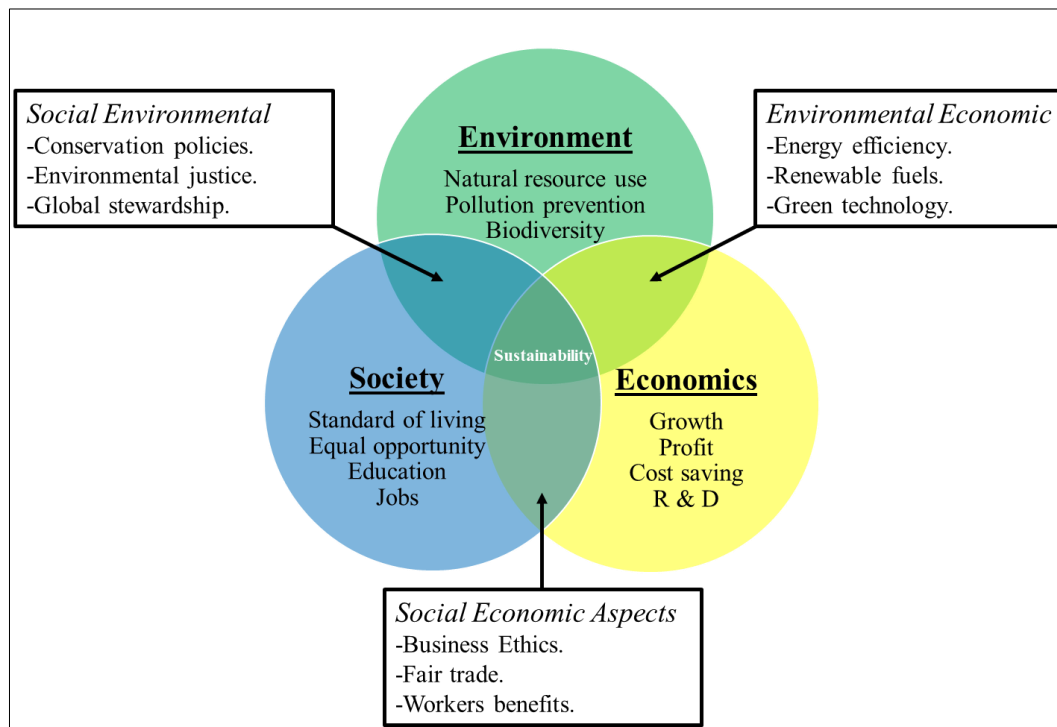 Social Environmental
-Conservation policies.
-Environmental justice.
-Global stewardship.
Environment
Natural resource use
Pollution prevention
Biodiversity
Environmental Economic
-Energy efficiency.
-Renewable fuels.
-Green technology.
Sustainability
Society
Standard of living
Equal opportunity
Education
Jobs
Economics
Growth
Profit
Cost saving
R & D
Social Economic Aspects
-Business Ethics.
-Fair trade.
-Workers benefits.